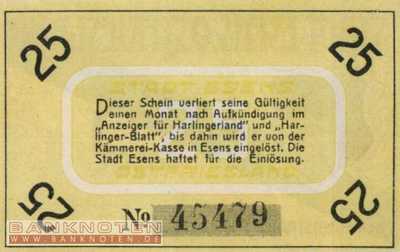 25
25
Dieser Schein verliert seine Gültigkeit
einen Monat nach Aufkündigung im
„Anzeiger für Harlingerland" und „Har-
linger-Blatt", bis dahin wird er von der
Kämmerei-Kasse in Esens eingelöst. Die
Stadt Esens haftet für die Einlösung.
25
25
№ 45479
BANKNOTEN
WWW.BANKNOTEN.DE